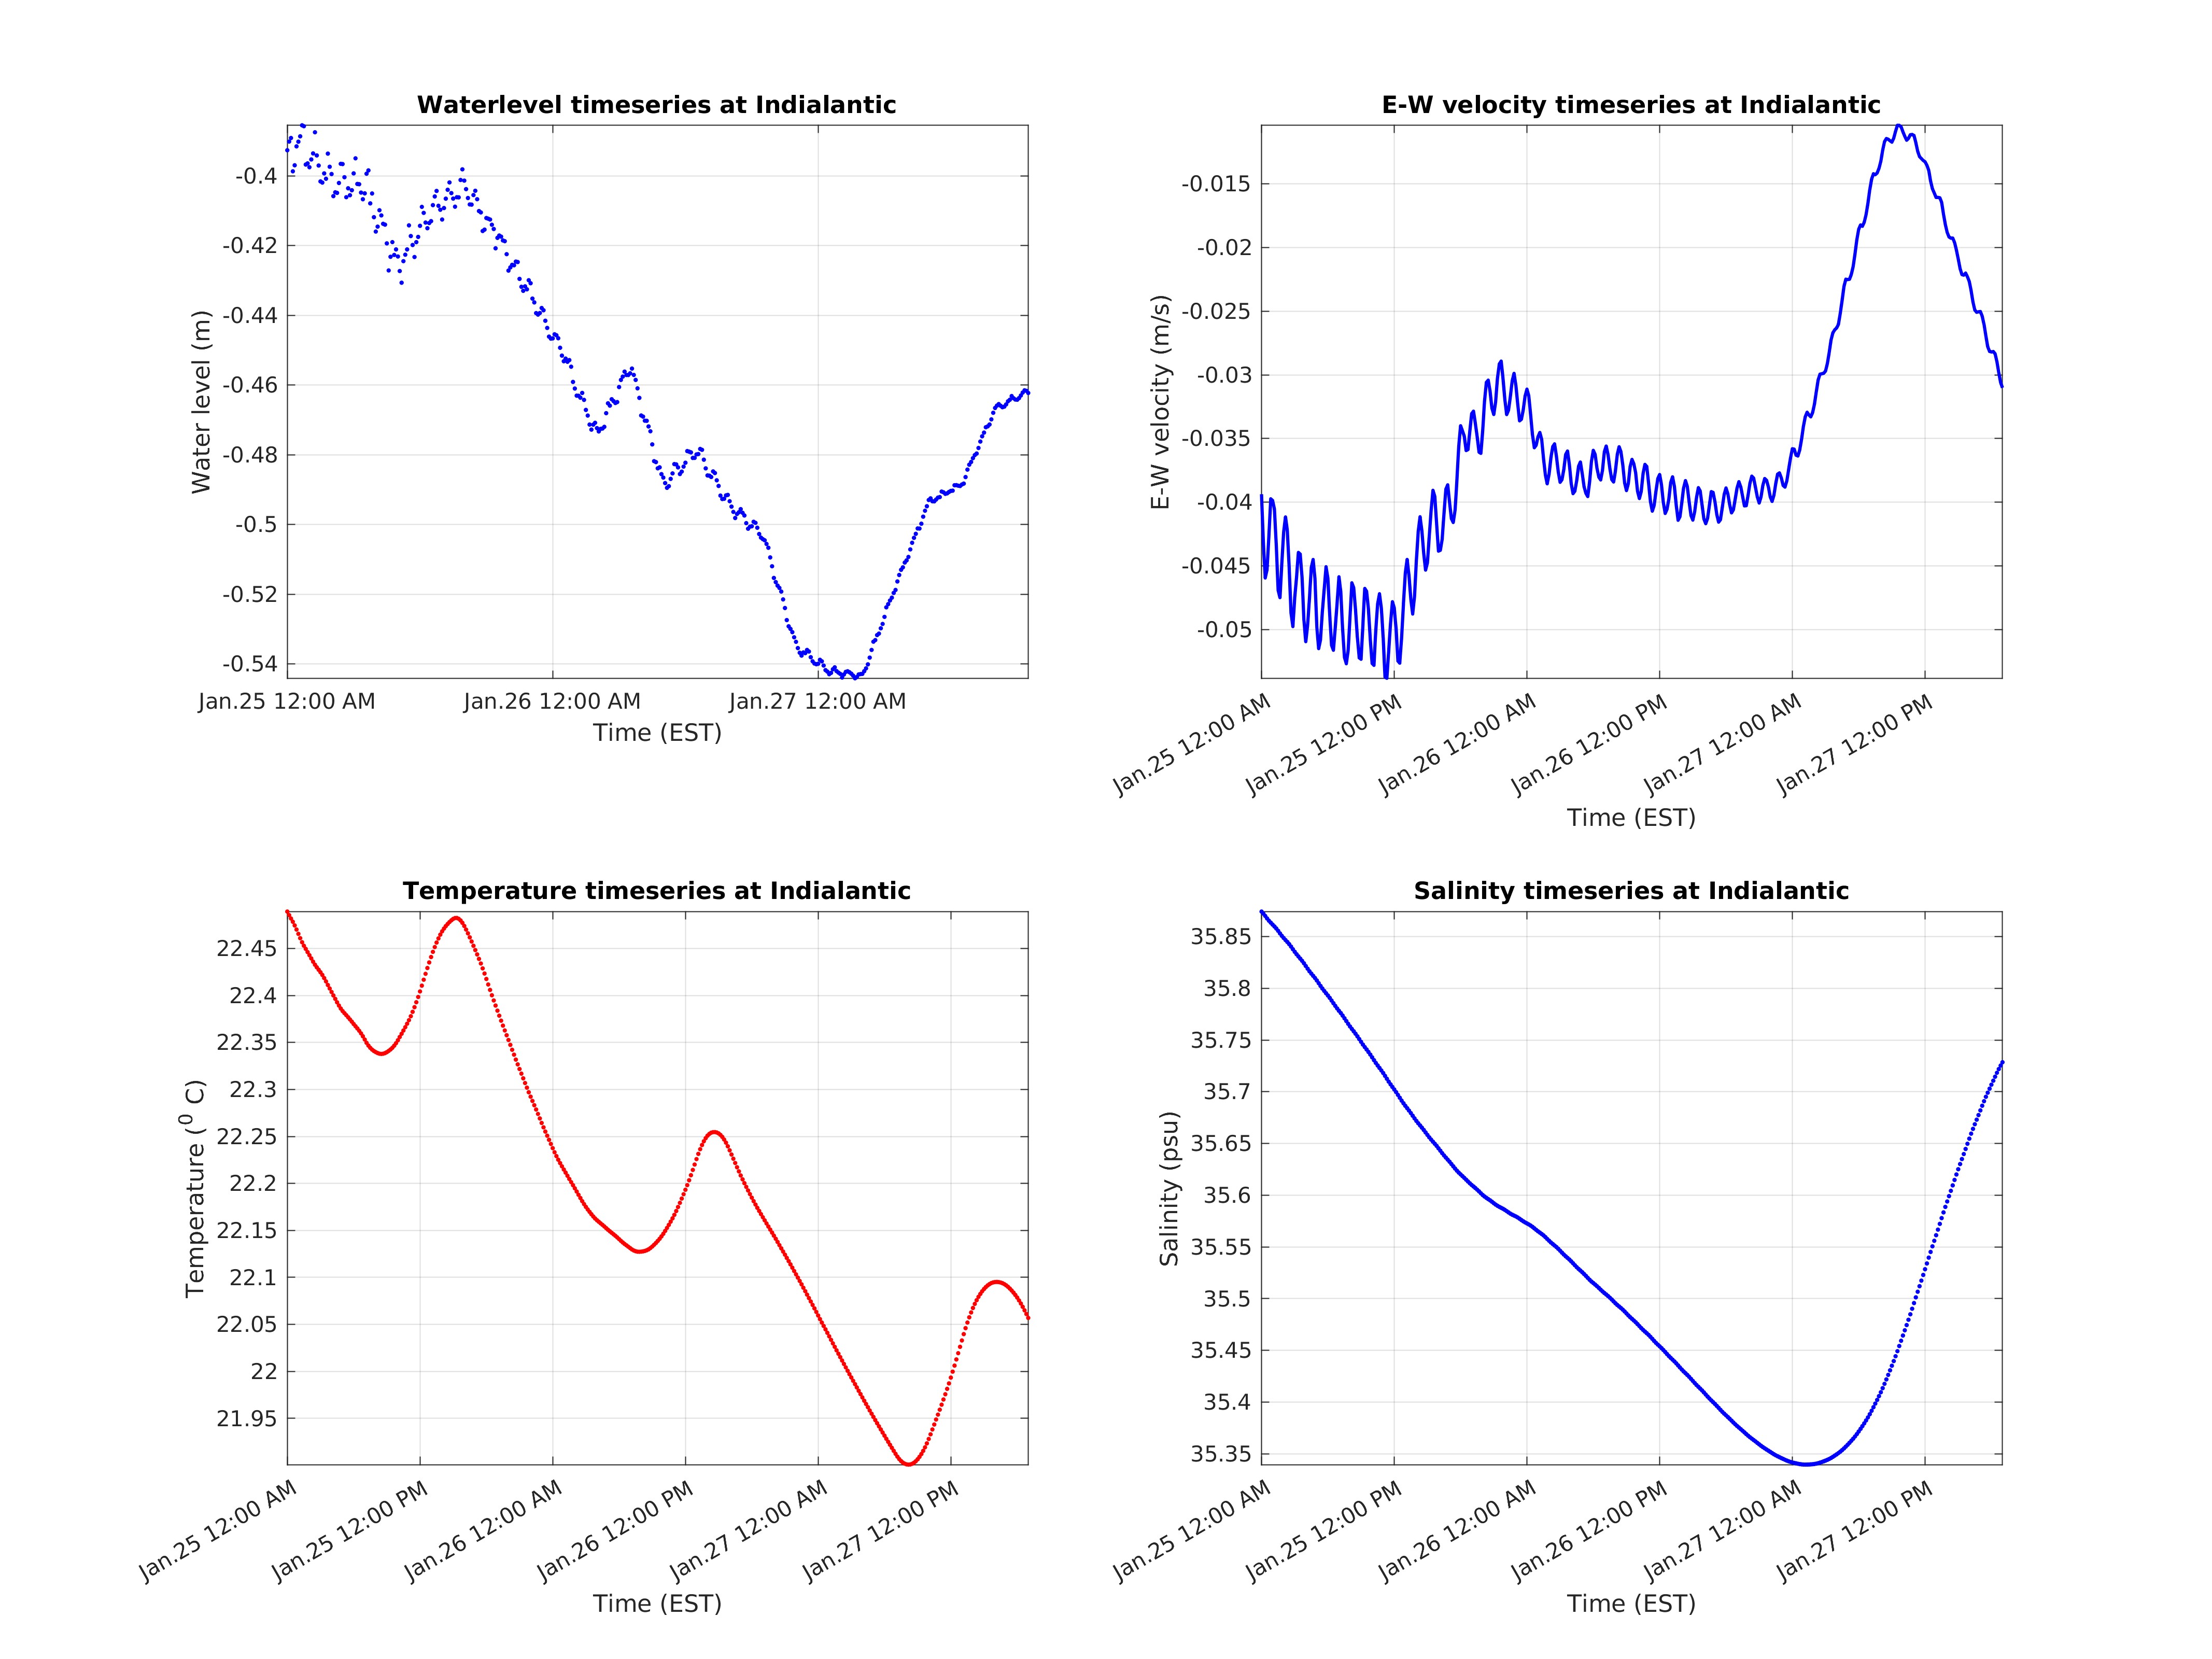 Waterlevel timeseries at Indialantic
-0.4
-0.42
-0.44
-0.46
-0.48
-0.5
-0.52
-0.54
Water level (m)
Jan.25 12:00 AM
Jan.26 12:00 AM
Jan.27 12:00 AM
Time (EST)
E-W velocity timeseries at Indialantic
-0.015
-0.02
-0.025
-0.03
-0.035
-0.04
-0.045
-0.05
E-W velocity (m/s)
Jan.25 12:00 AM
Jan.25 12:00 PM
Jan.26 12:00 AM
Jan.26 12:00 PM
Jan.27 12:00 AM
Jan.27 12:00 PM
Time (EST)
Temperature timeseries at Indialantic
22.45
22.4
22.35
22.3
22.25
22.2
22.15
22.1
22.05
22
21.95
Temperature (⁰ C)
Jan.25 12:00 AM
Jan.25 12:00 PM
Jan.26 12:00 AM
Jan.26 12:00 PM
Jan.27 12:00 AM
Jan.27 12:00 PM
Time (EST)
Salinity timeseries at Indialantic
35.85
35.8
35.75
35.7
35.65
35.6
35.55
35.5
35.45
35.4
35.35
Salinity (psu)
Jan.25 12:00 AM
Jan.25 12:00 PM
Jan.26 12:00 AM
Jan.26 12:00 PM
Jan.27 12:00 AM
Jan.27 12:00 PM
Time (EST)